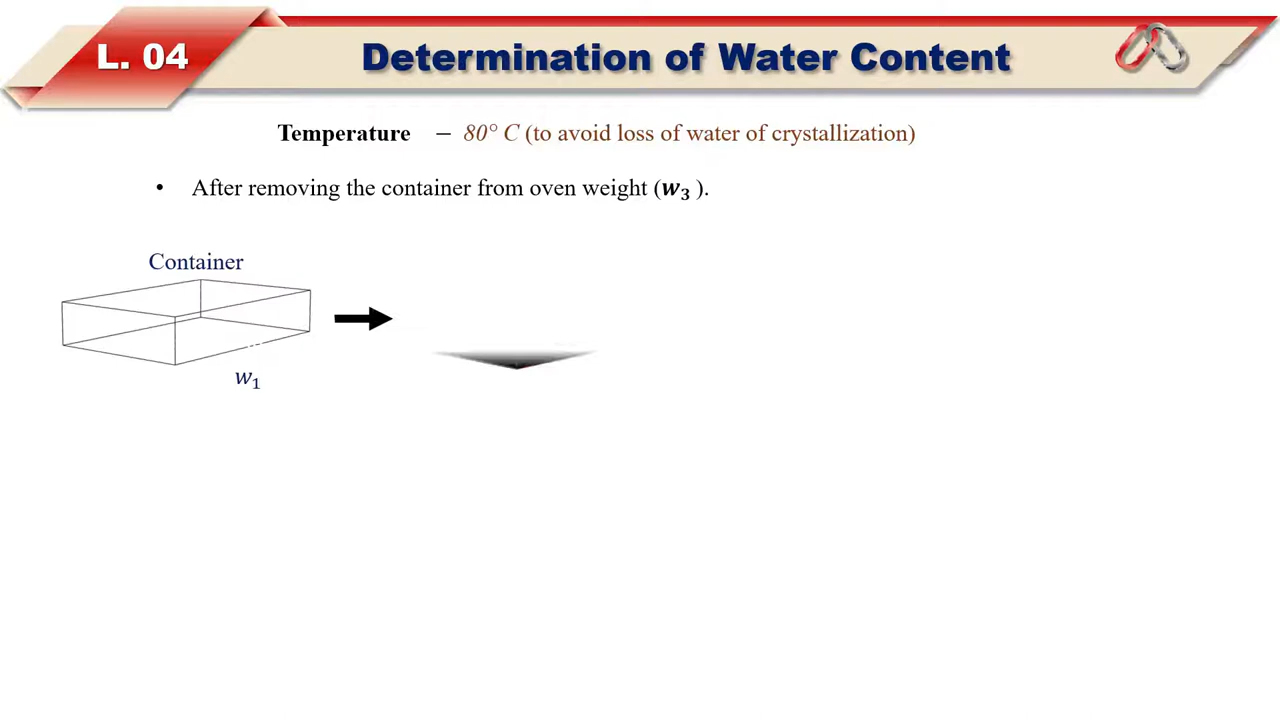 L. 04
Determination of Water Content
Temperature – 80° C (to avoid loss of water of crystallization)
• After removing the container from oven weight (w₃ ).
Container
w₁